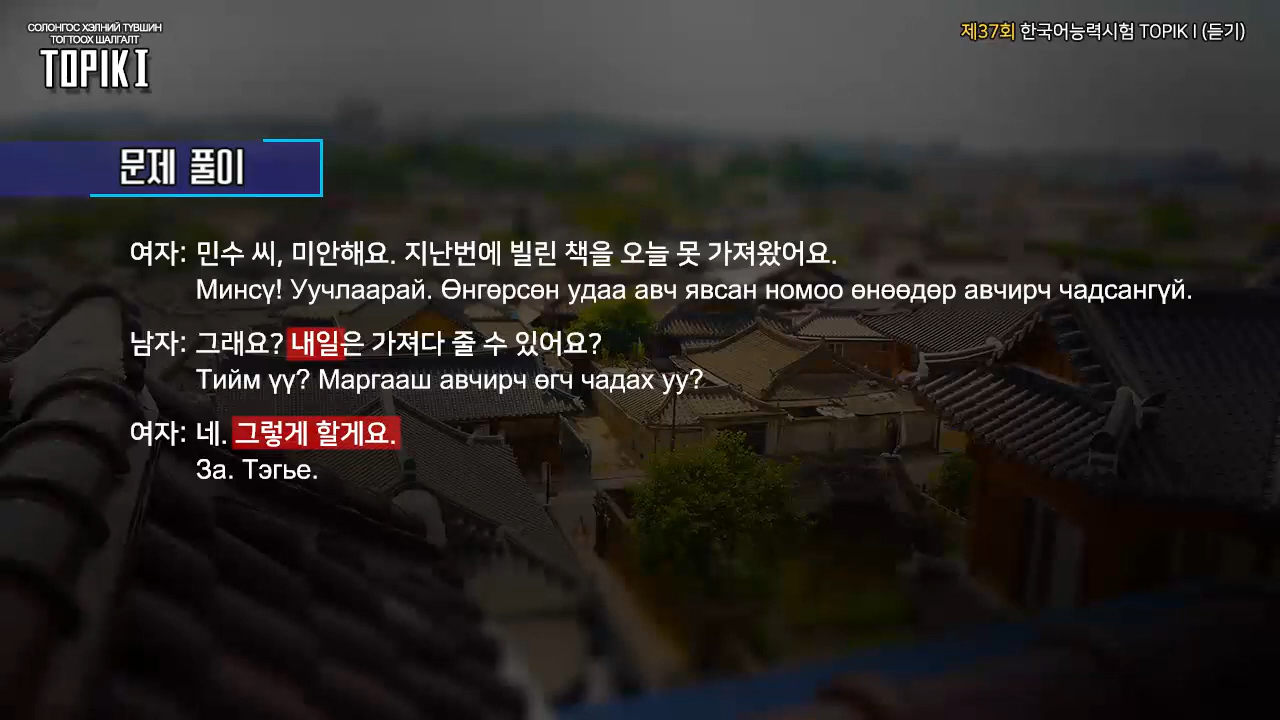 СОЛОНГОС ХЭЛНИЙ ТҮВШИН
ТОГТООХ ШАЛГАЛТ
TOPIK I
제37회 한국어능력시험 TOPIK I (듣기)
문제 풀이
여자: 민수 씨, 미안해요. 지난번에 빌린 책을 오늘 못 가져왔어요.
Минсү! Уучлаарай. Өнгөрсөн удаа авч явсан номоо өнөөдөр авчирч чадсангүй.
남자: 그래요? 내일은 가져다 줄 수 있어요?
Тийм үү? Маргааш авчирч өгч чадах уу?
여자: 네. 그렇게 할게요.
За. Тэгье.